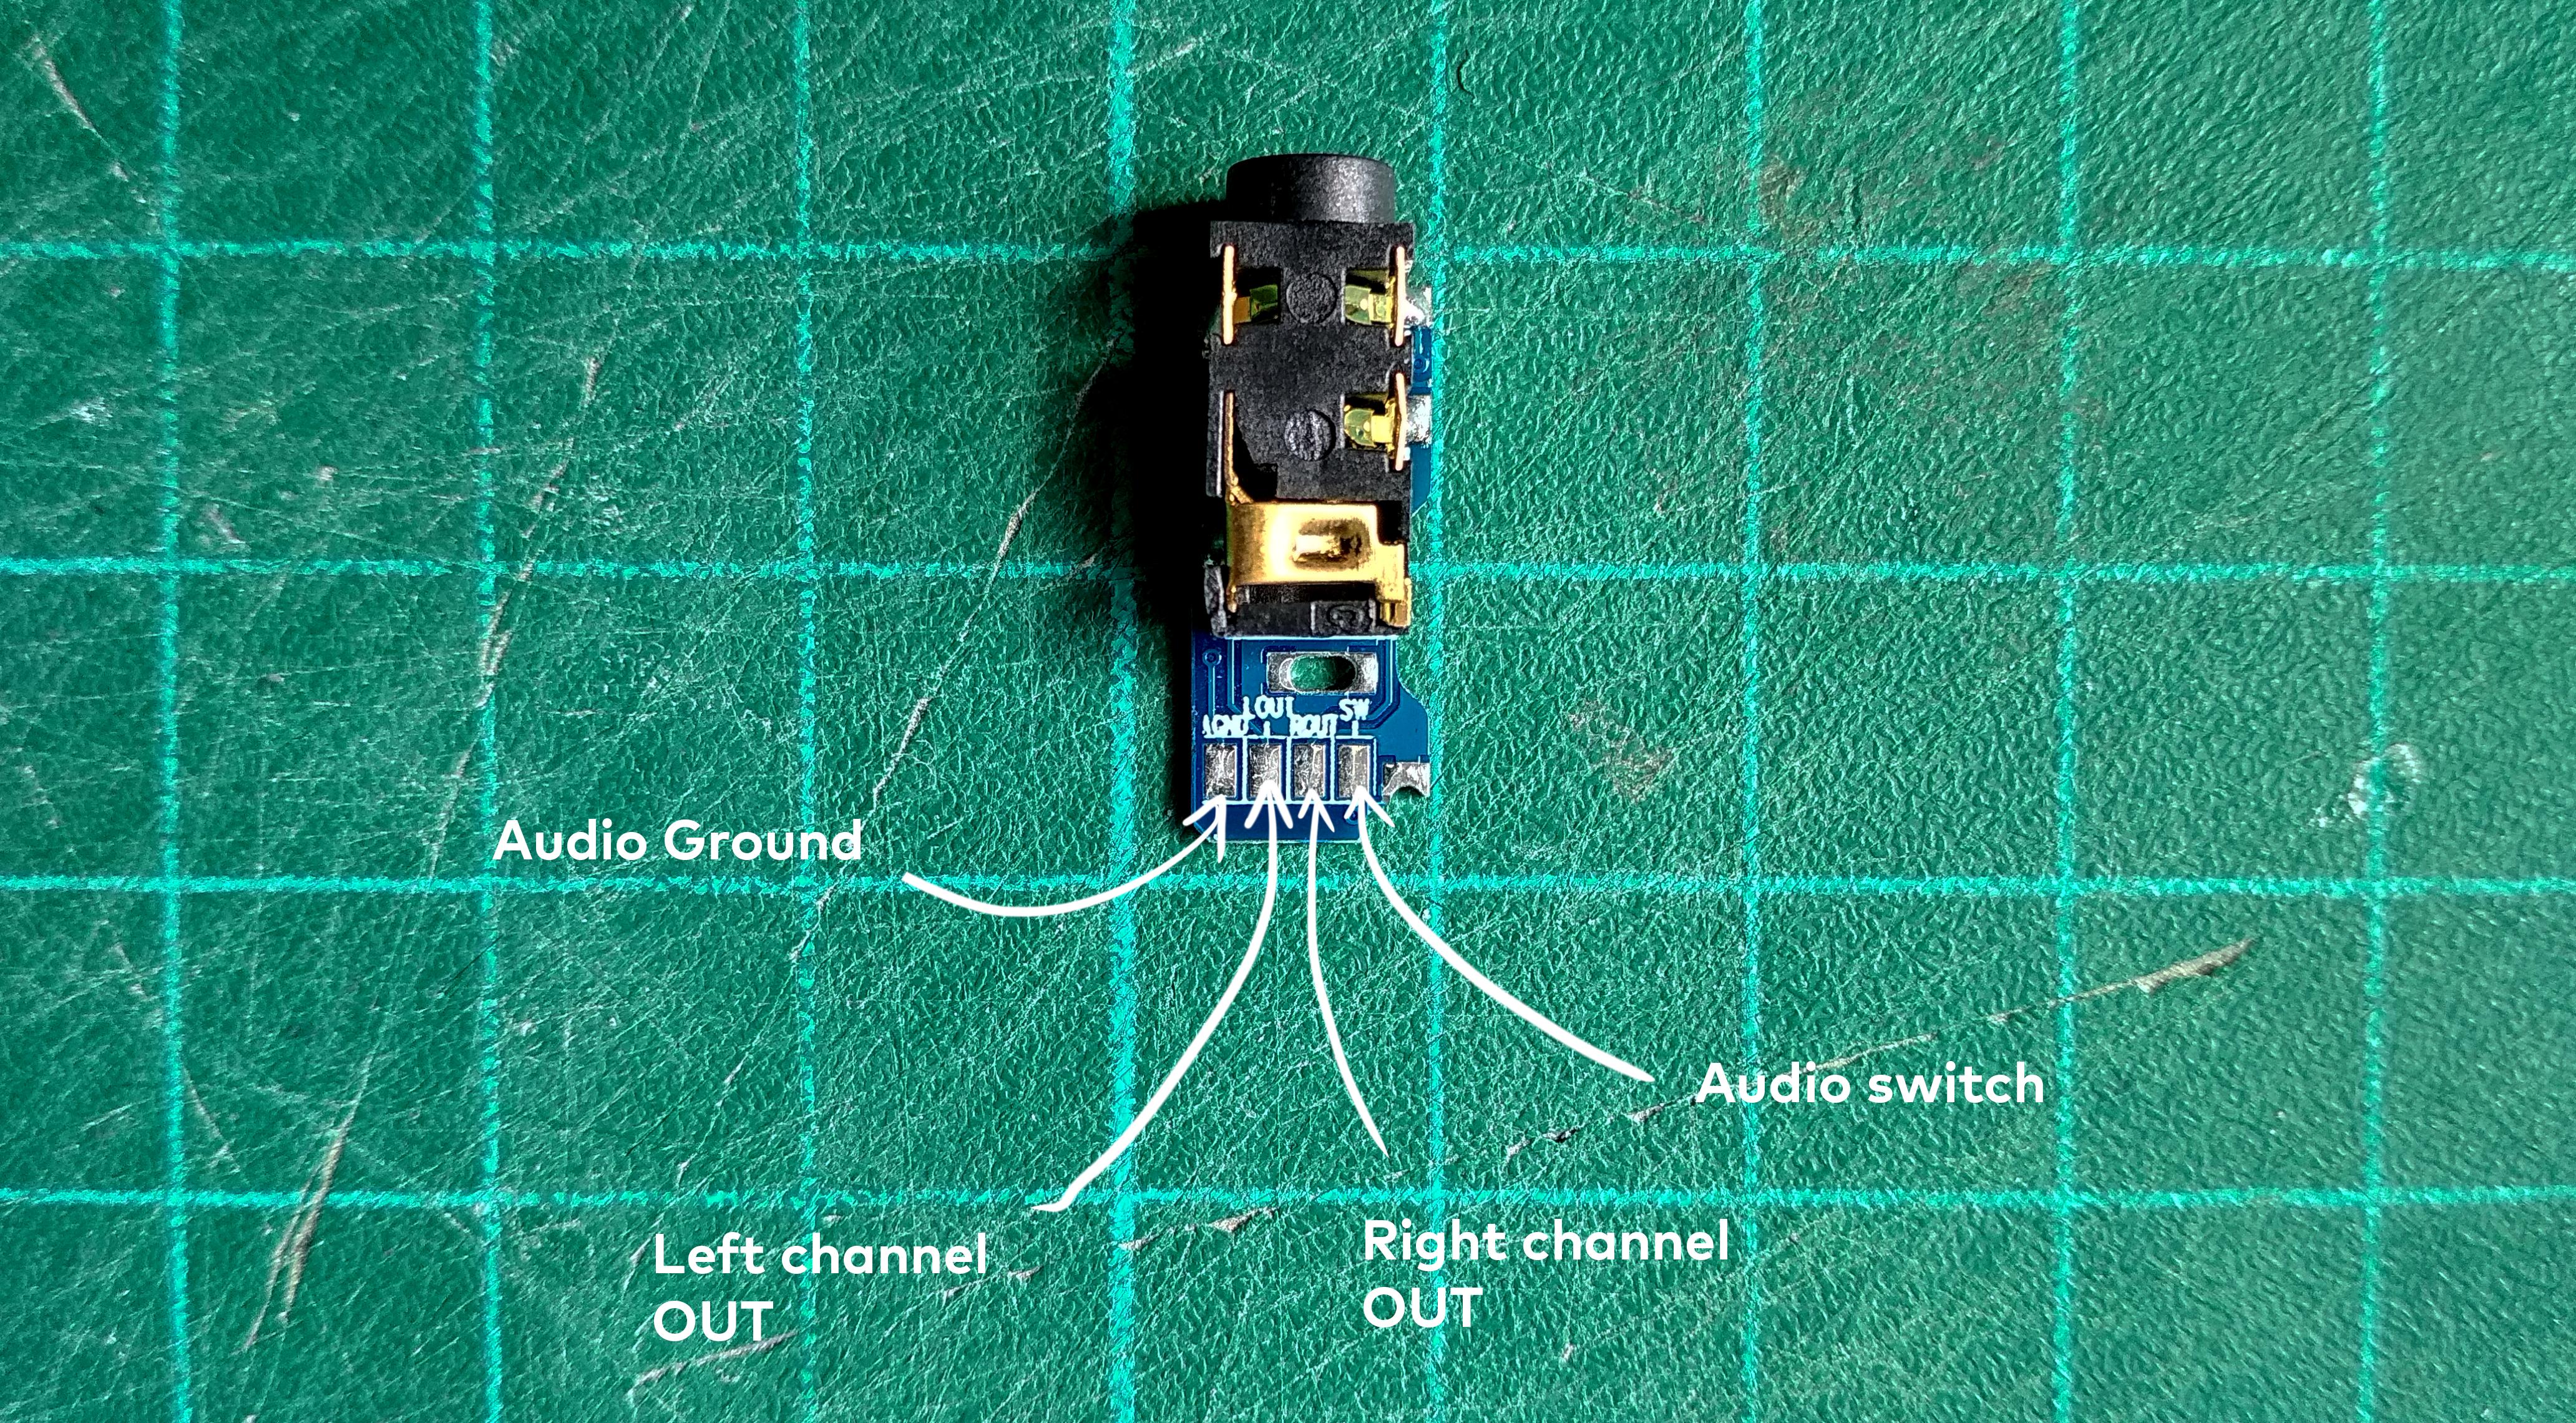 LOUT SW
AGND ROUT
Audio Ground
Audio switch
Left channel
OUT
Right channel
OUT